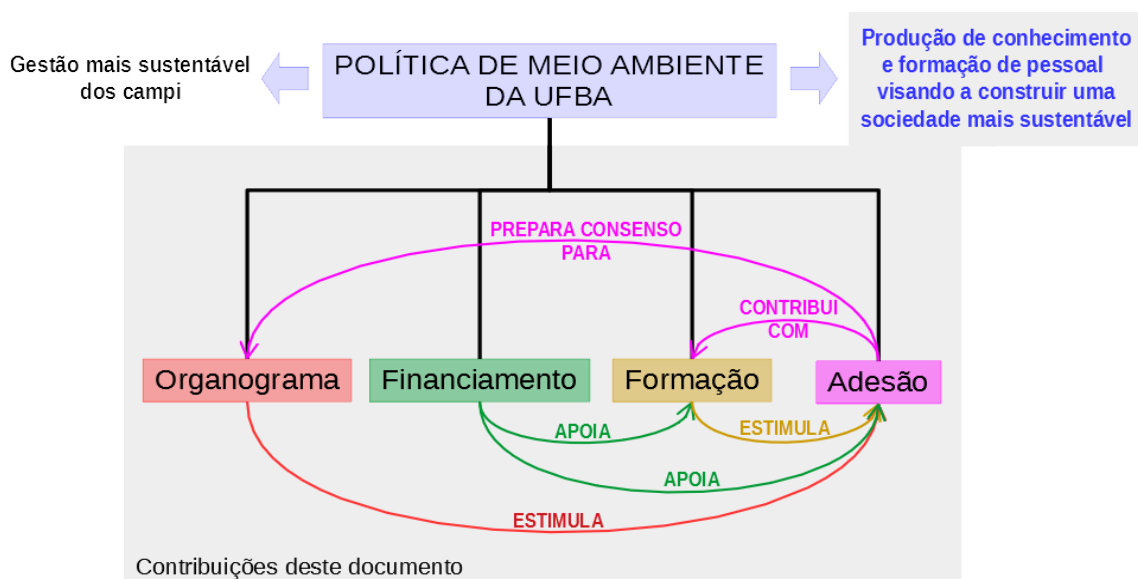 Gestão mais sustentável
dos campi
POLÍTICA DE MEIO AMBIENTE
DA UFBA
Produção de conhecimento
e formação de pessoal
visando a construir uma
sociedade mais sustentável
PREPARA CONSENSO
PARA
CONTRIBUI
COM
Organograma
Financiamento
Formação
Adesão
APOIA
ESTIMULA
APOIA
ESTIMULA
Contribuições deste documento